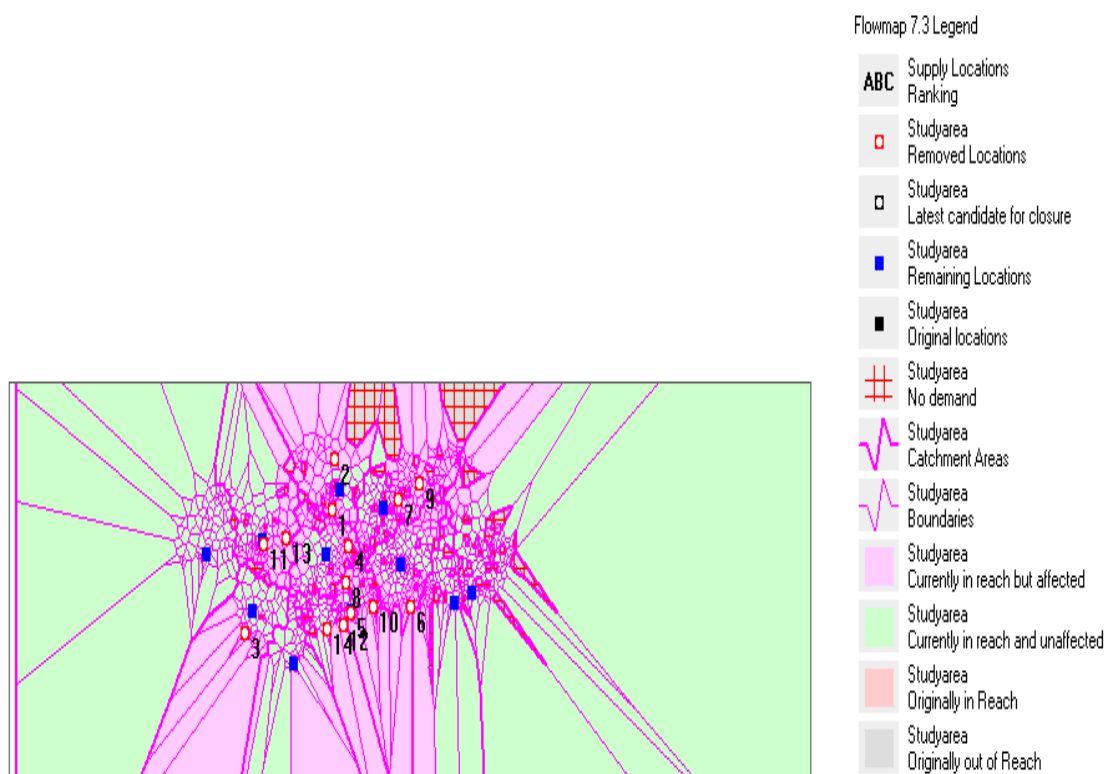 Flowmap 7.3 Legend
ABC
Supply Locations
Ranking
Studyarea
Removed Locations
Studyarea
Latest candidate for closure
Studyarea
Remaining Locations
Studyarea
Original locations
Studyarea
No demand
Studyarea
Catchment Areas
Studyarea
Boundaries
Studyarea
Currently in reach but affected
Studyarea
Currently in reach and unaffected
Studyarea
Originally in Reach
Studyarea
Originally out of Reach
2
9
7
1
13
11
4
8
5
10
6
14
12
3